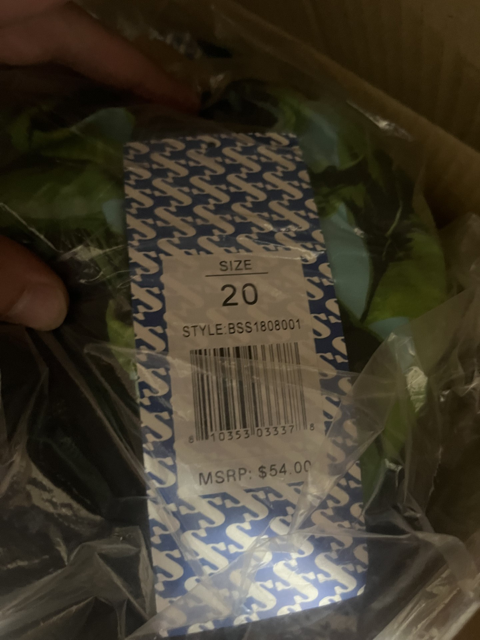 SIZE
20
STYLE:BSS1808001
8 10353 03337 8
MSRP: $54.00